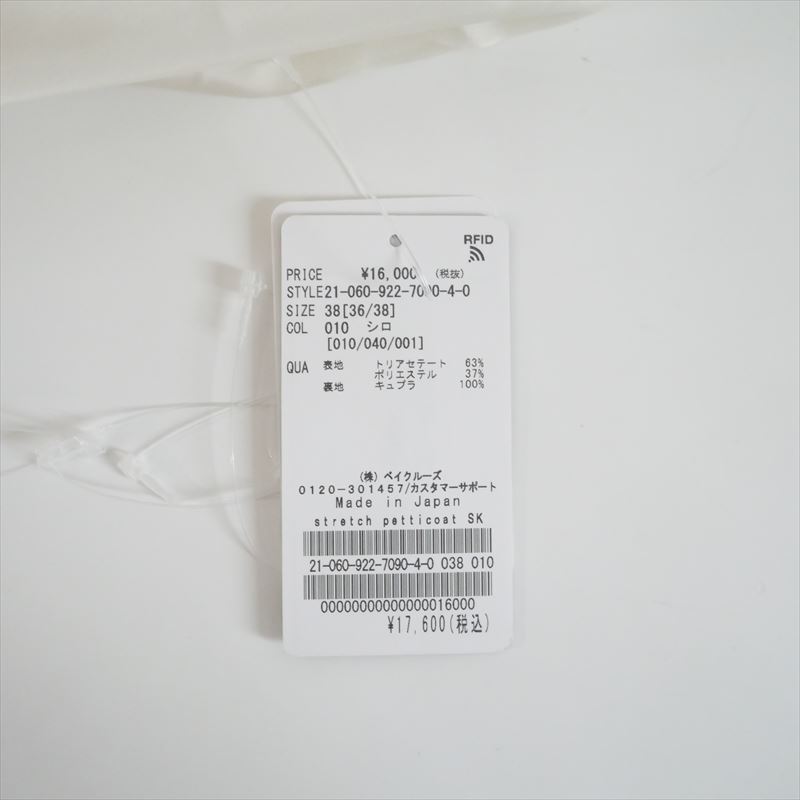 RFID
PRICE ¥16,000 (税抜)
STYLE 21-060-922-7090-4-0
SIZE 38[36/38]
COL 010 シロ
[010/040/001]
QUA 表地 トリアセテート 63%
ポリエステル 37%
裏地 キュプラ 100%
(株) ベイクルーズ
0120-301457/カスタマーサポート
Made in Japan
stretch petticoat SK
21-060-922-7090-4-0 038 010
00000000000000016000
¥17,600(税込)